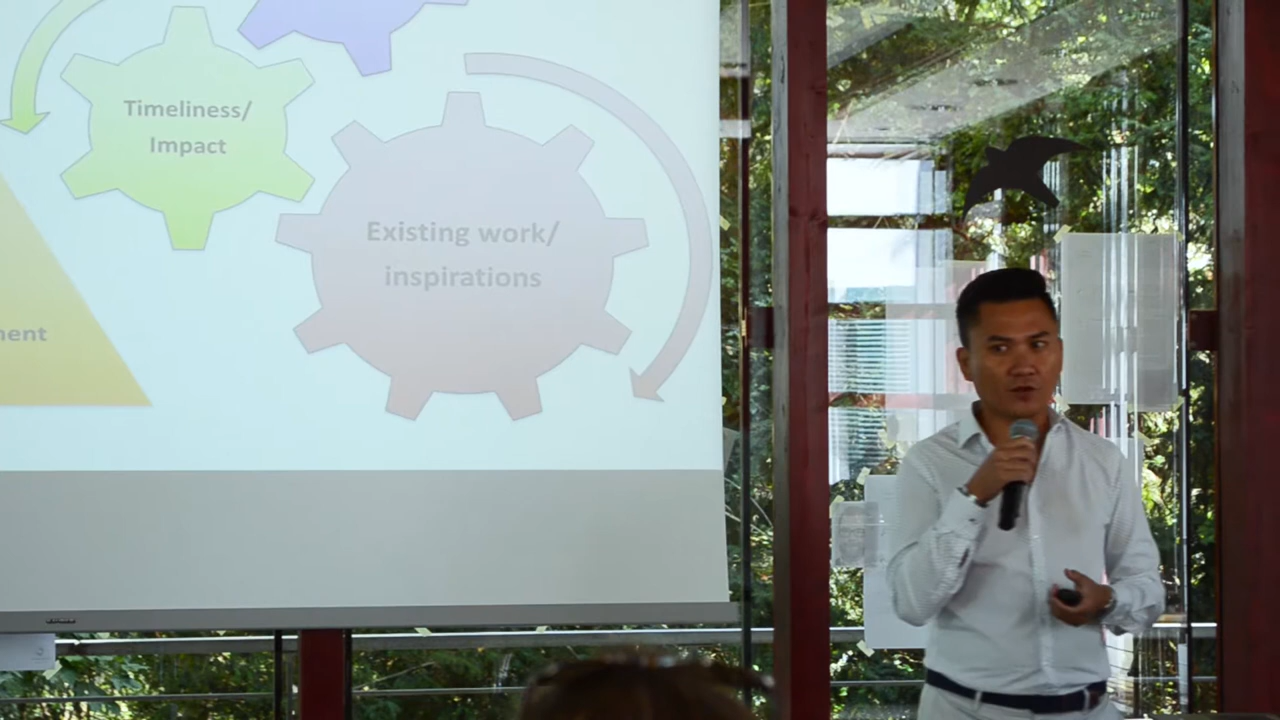 Timeliness/
Impact
Existing work/
inspirations
ment